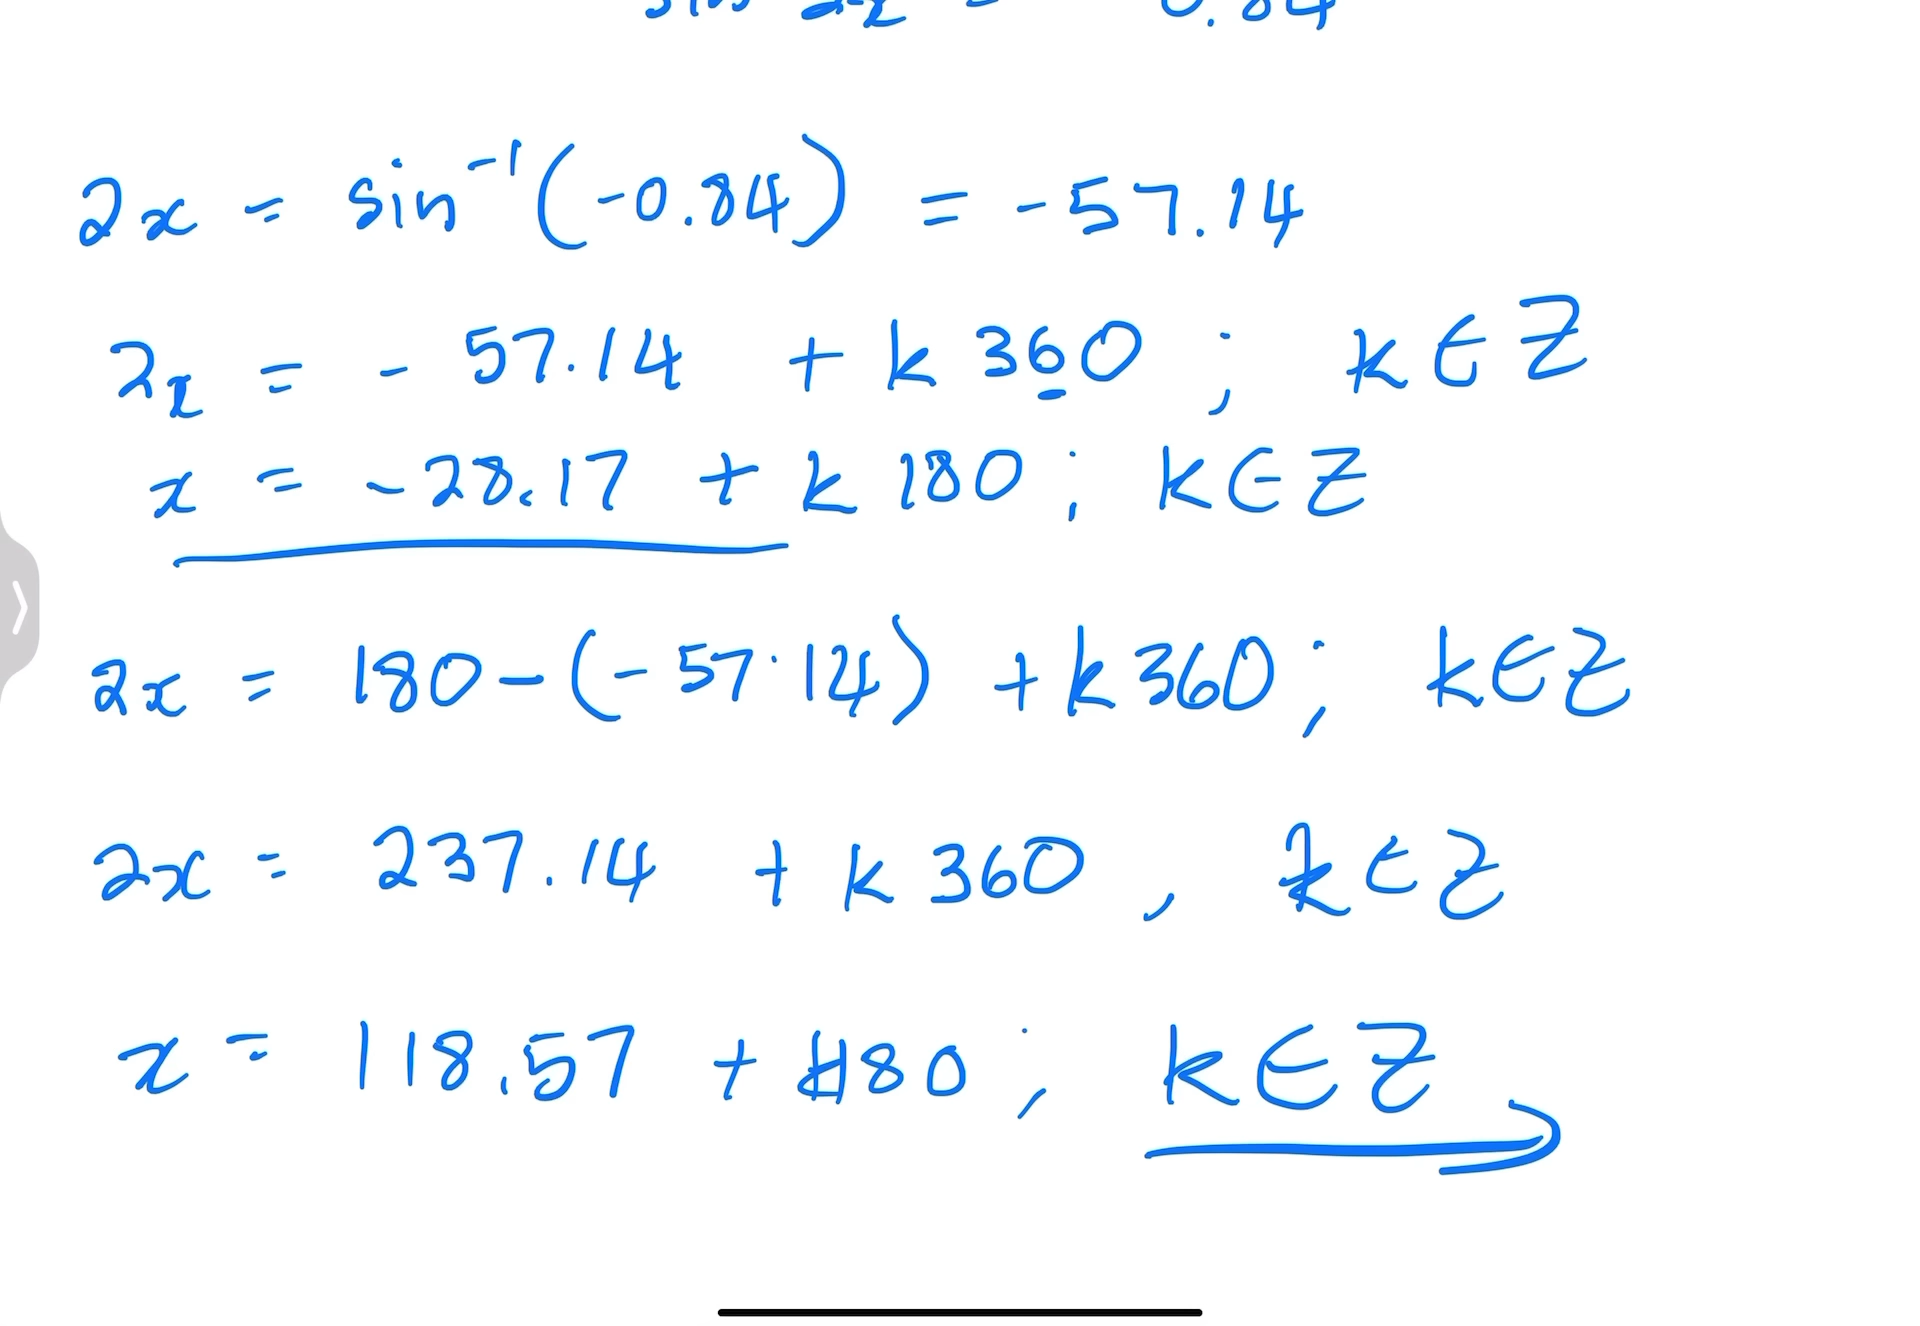 2x = sin⁻¹(-0.84) = -57.14
2x = - 57.14 + k 360 ; k ∈ Z
x = -28.17 + k 180 ; k ∈ Z
2x = 180 - (-57.14) + k 360 ; k ∈ Z
2x = 237.14 + k 360 , k ∈ Z
x = 118.57 + k180 ; k ∈ Z